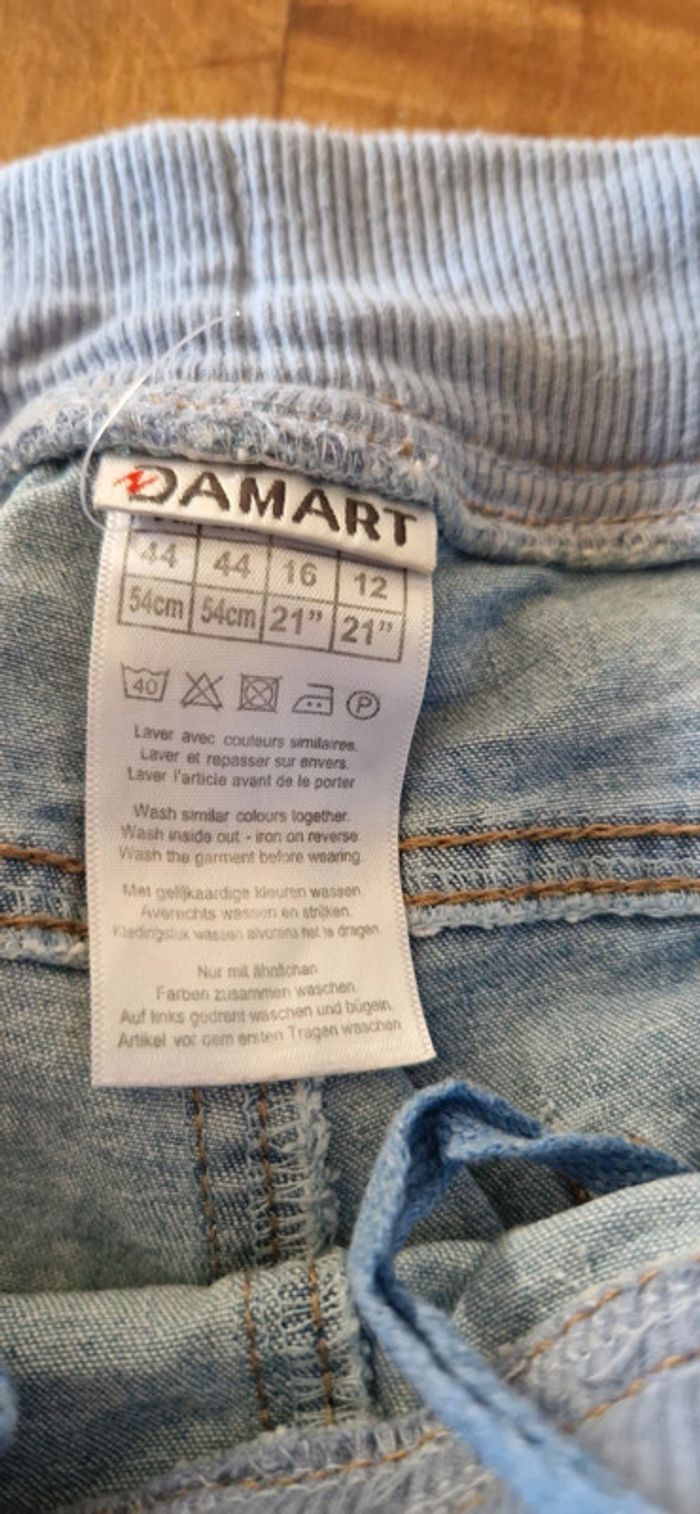 DAMART
44 44 16 12
54cm 54cm 21" 21"
40 P
Laver avec couleurs similaires.
Laver et repasser sur envers.
Laver l'article avant de le porter
Wash similar colours together.
Wash inside out - iron on reverse
Wash the garment before wearing.
Met gelijkaardige kleuren wassen.
Averechts wassen en strijken.
Kledingstuk wassen alvorens het te dragen.
Nur mit ähnlichen
Farben zusammen waschen.
Auf links gedreht waschen und bügeln.
Artikel vor dem ersten Tragen waschen